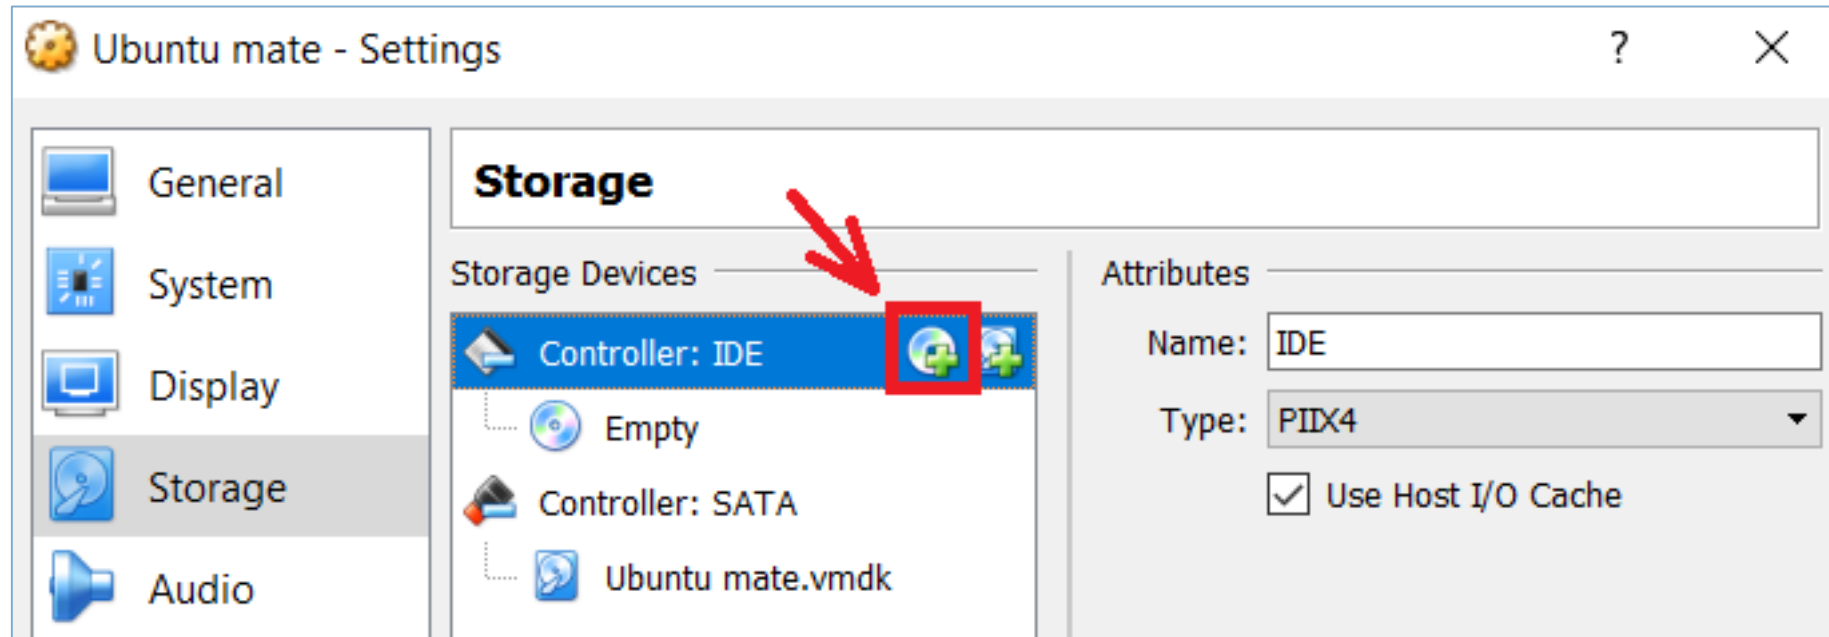 Ubuntu mate - Settings
?
General
System
Display
Storage
Audio
Storage
Storage Devices
Controller: IDE
Empty
Controller: SATA
Ubuntu mate.vmdk
Attributes
Name: IDE
Type: PIIX4
Use Host I/O Cache